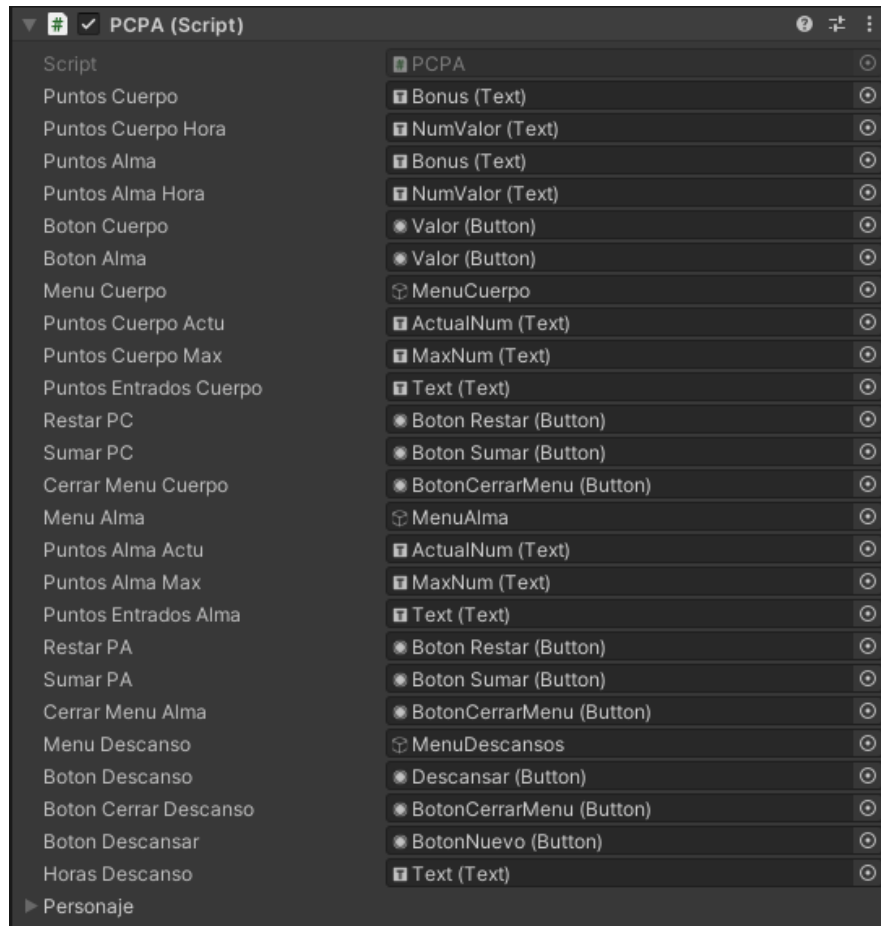 PCPA (Script)
Script PCPA
Puntos Cuerpo Bonus (Text)
Puntos Cuerpo Hora NumValor (Text)
Puntos Alma Bonus (Text)
Puntos Alma Hora NumValor (Text)
Boton Cuerpo Valor (Button)
Boton Alma Valor (Button)
Menu Cuerpo MenuCuerpo
Puntos Cuerpo Actu ActualNum (Text)
Puntos Cuerpo Max MaxNum (Text)
Puntos Entrados Cuerpo Text (Text)
Restar PC Boton Restar (Button)
Sumar PC Boton Sumar (Button)
Cerrar Menu Cuerpo BotonCerrarMenu (Button)
Menu Alma MenuAlma
Puntos Alma Actu ActualNum (Text)
Puntos Alma Max MaxNum (Text)
Puntos Entrados Alma Text (Text)
Restar PA Boton Restar (Button)
Sumar PA Boton Sumar (Button)
Cerrar Menu Alma BotonCerrarMenu (Button)
Menu Descanso MenuDescansos
Boton Descanso Descansar (Button)
Boton Cerrar Descanso BotonCerrarMenu (Button)
Boton Descansar BotonNuevo (Button)
Horas Descanso Text (Text)
Personaje